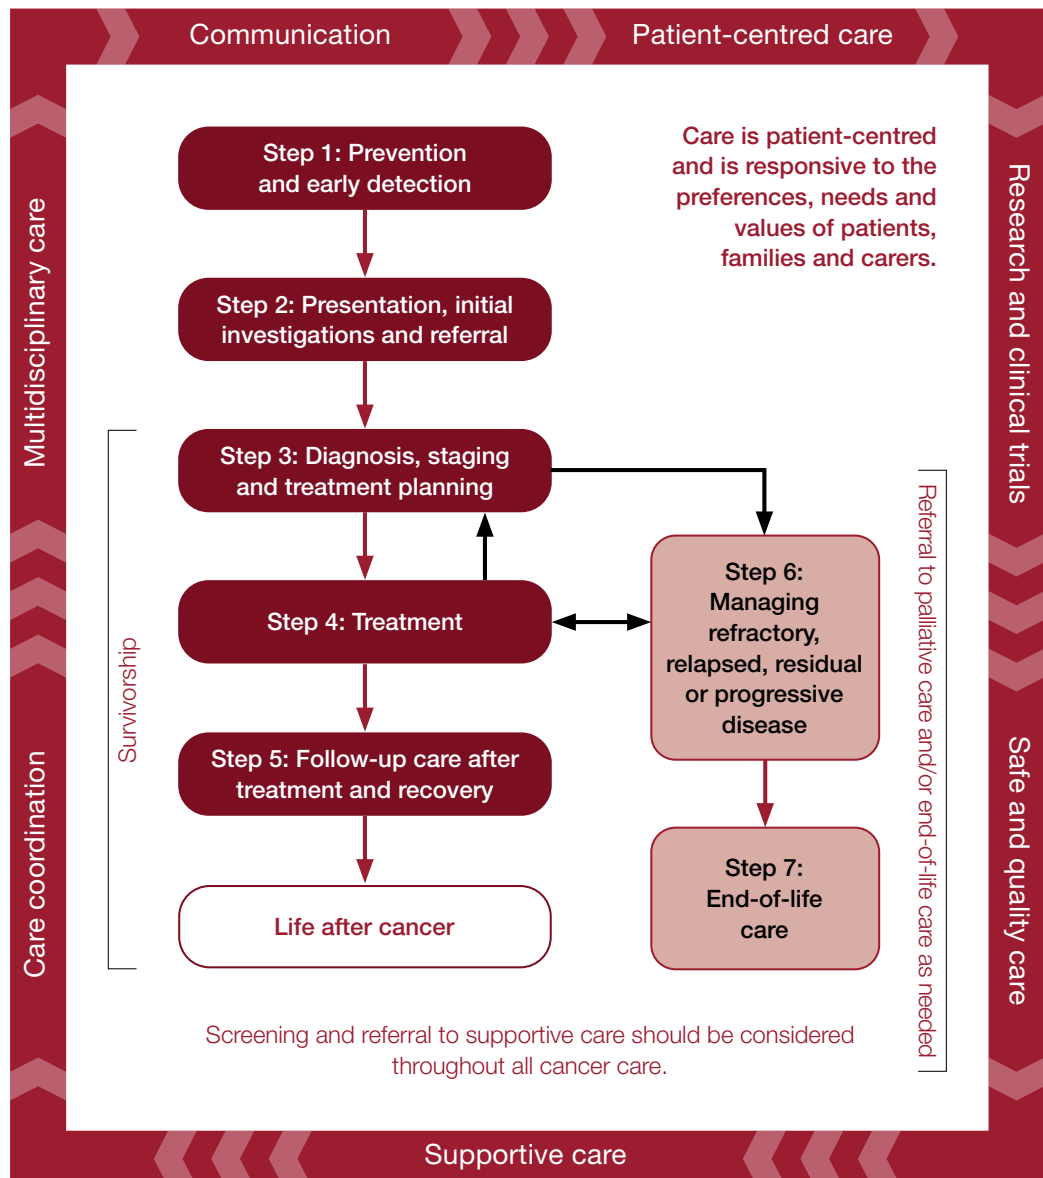 Communication
Patient-centred care
Step 1: Prevention
and early detection
Care is patient-centred
and is responsive to the
preferences, needs and
values of patients,
families and carers.
Step 2: Presentation, initial
investigations and referral
Step 3: Diagnosis, staging
and treatment planning
Step 4: Treatment
Step 6:
Managing
refractory,
relapsed, residual
or progressive
disease
Step 5: Follow-up care after
treatment and recovery
Step 7:
End-of-life
care
Life after cancer
Screening and referral to supportive care should be considered
throughout all cancer care.
Survivorship
Referral to palliative care and/or end-of-life care as needed
Multidisciplinary care
Care coordination
Research and clinical trials
Safe and quality care
Supportive care